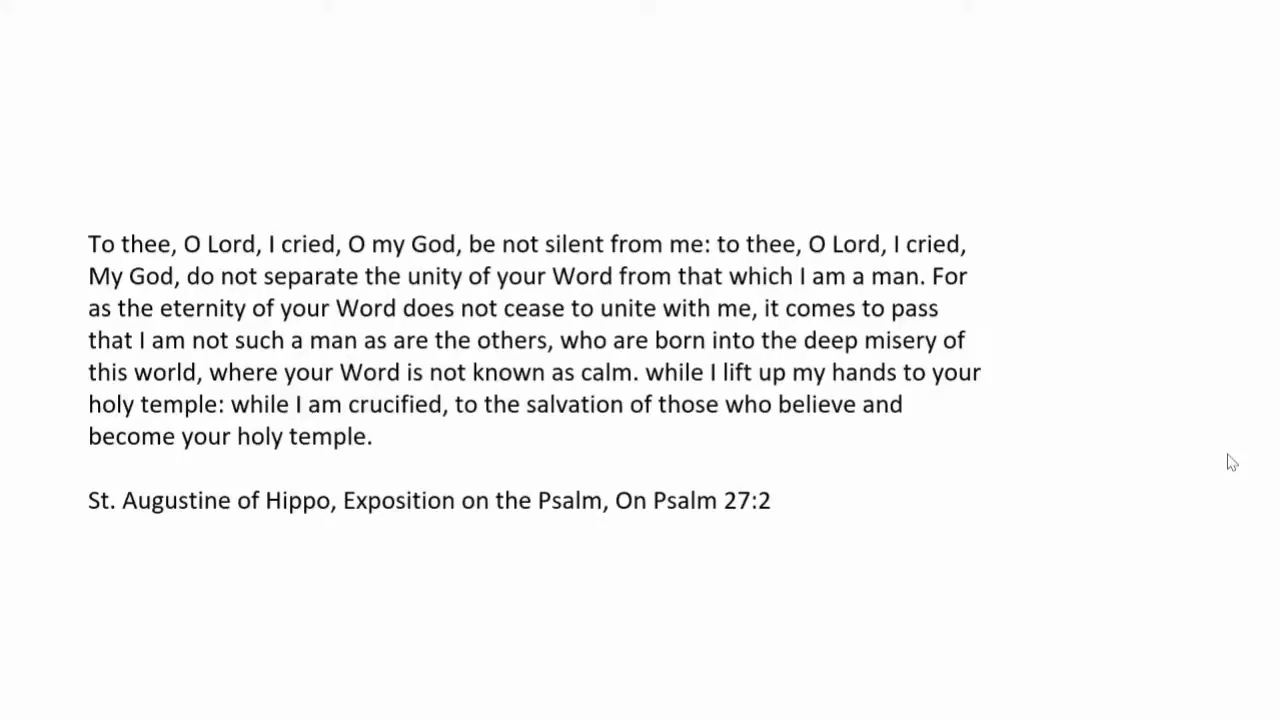 To thee, O Lord, I cried, O my God, be not silent from me: to thee, O Lord, I cried,
My God, do not separate the unity of your Word from that which I am a man. For
as the eternity of your Word does not cease to unite with me, it comes to pass
that I am not such a man as are the others, who are born into the deep misery of
this world, where your Word is not known as calm. while I lift up my hands to your
holy temple: while I am crucified, to the salvation of those who believe and
become your holy temple.
St. Augustine of Hippo, Exposition on the Psalm, On Psalm 27:2